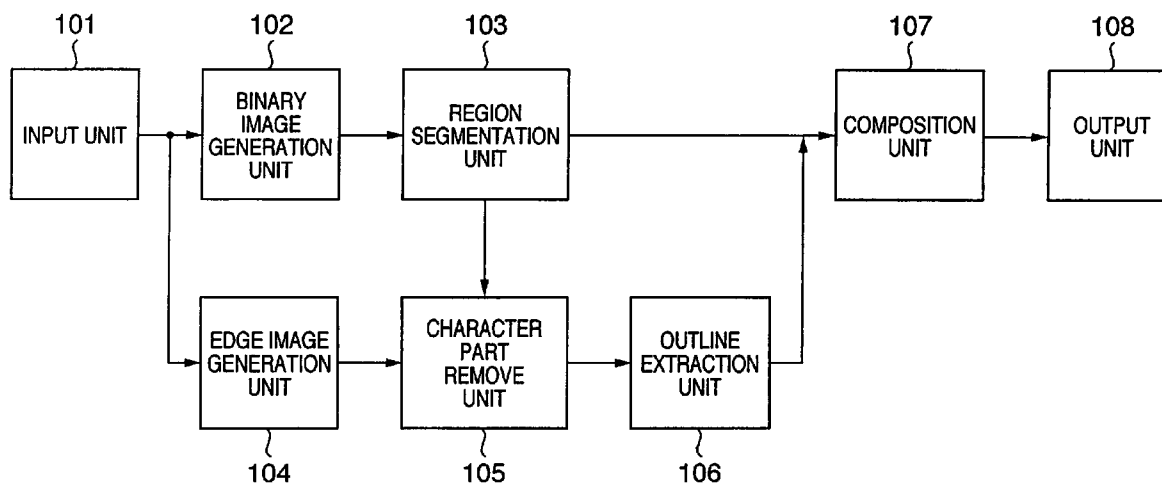 101
102
103
107
108
INPUT UNIT
BINARY
IMAGE
GENERATION
UNIT
REGION
SEGMENTATION
UNIT
COMPOSITION
UNIT
OUTPUT
UNIT
EDGE IMAGE
GENERATION
UNIT
CHARACTER
PART
REMOVE
UNIT
OUTLINE
EXTRACTION
UNIT
104
105
106